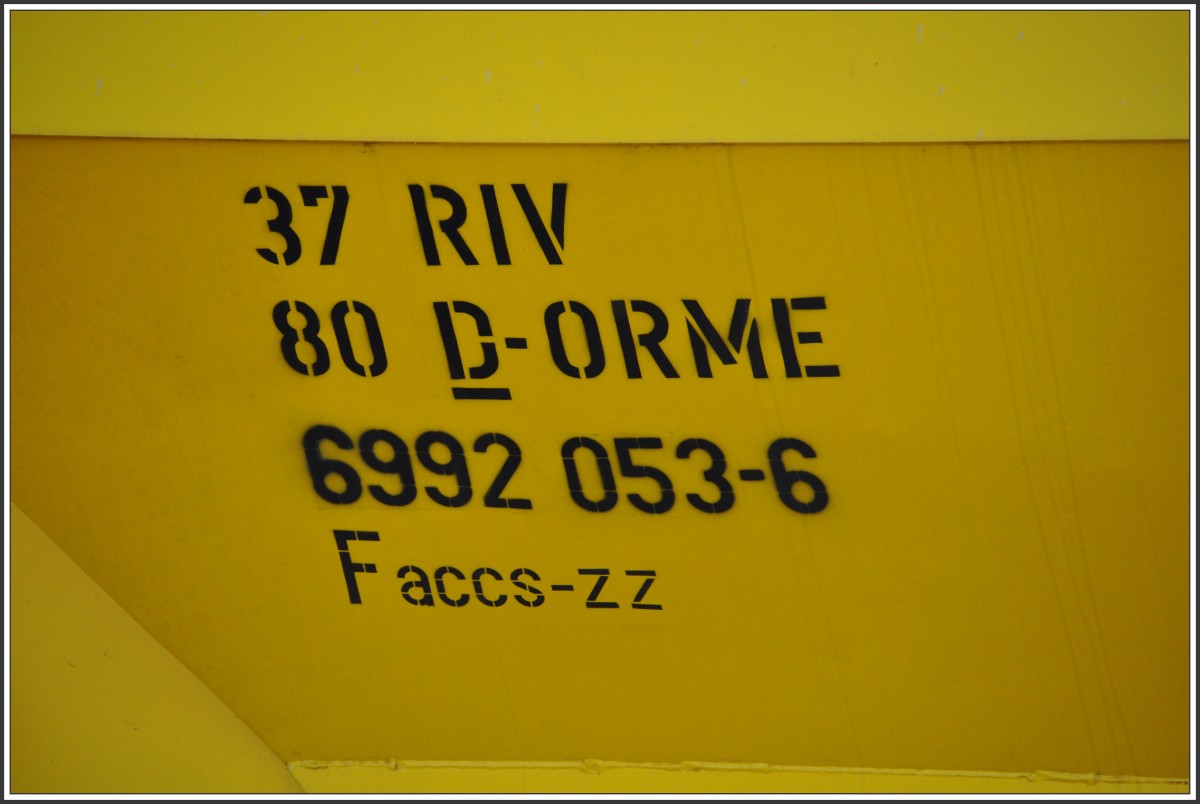 37 RIV
80 D-ORME
6992 053-6
Faccs-zz